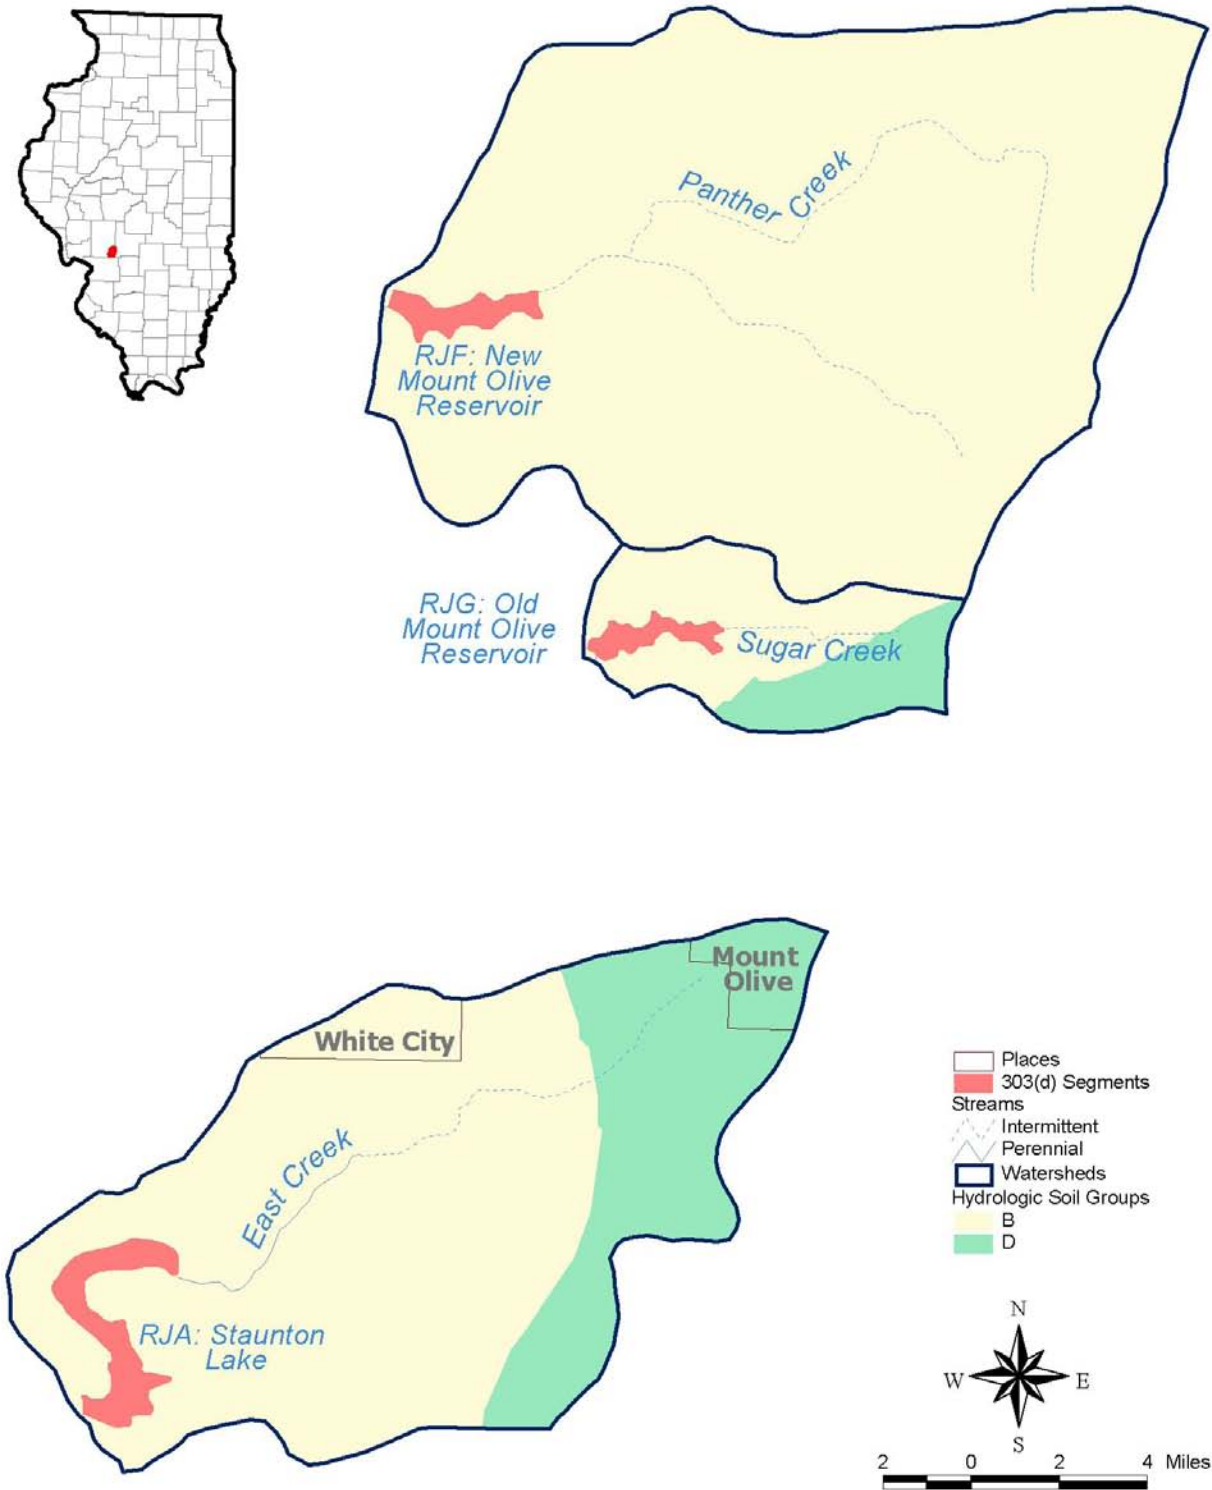 Panther Creek
RJF: New
Mount Olive
Reservoir
RJG: Old
Mount Olive
Reservoir
Sugar Creek
Mount
Olive
White City
East Creek
RJA: Staunton
Lake
Places
303(d) Segments
Streams
Intermittent
Perennial
Watersheds
Hydrologic Soil Groups
B
D
N
W E
S
2 0 2 4 Miles